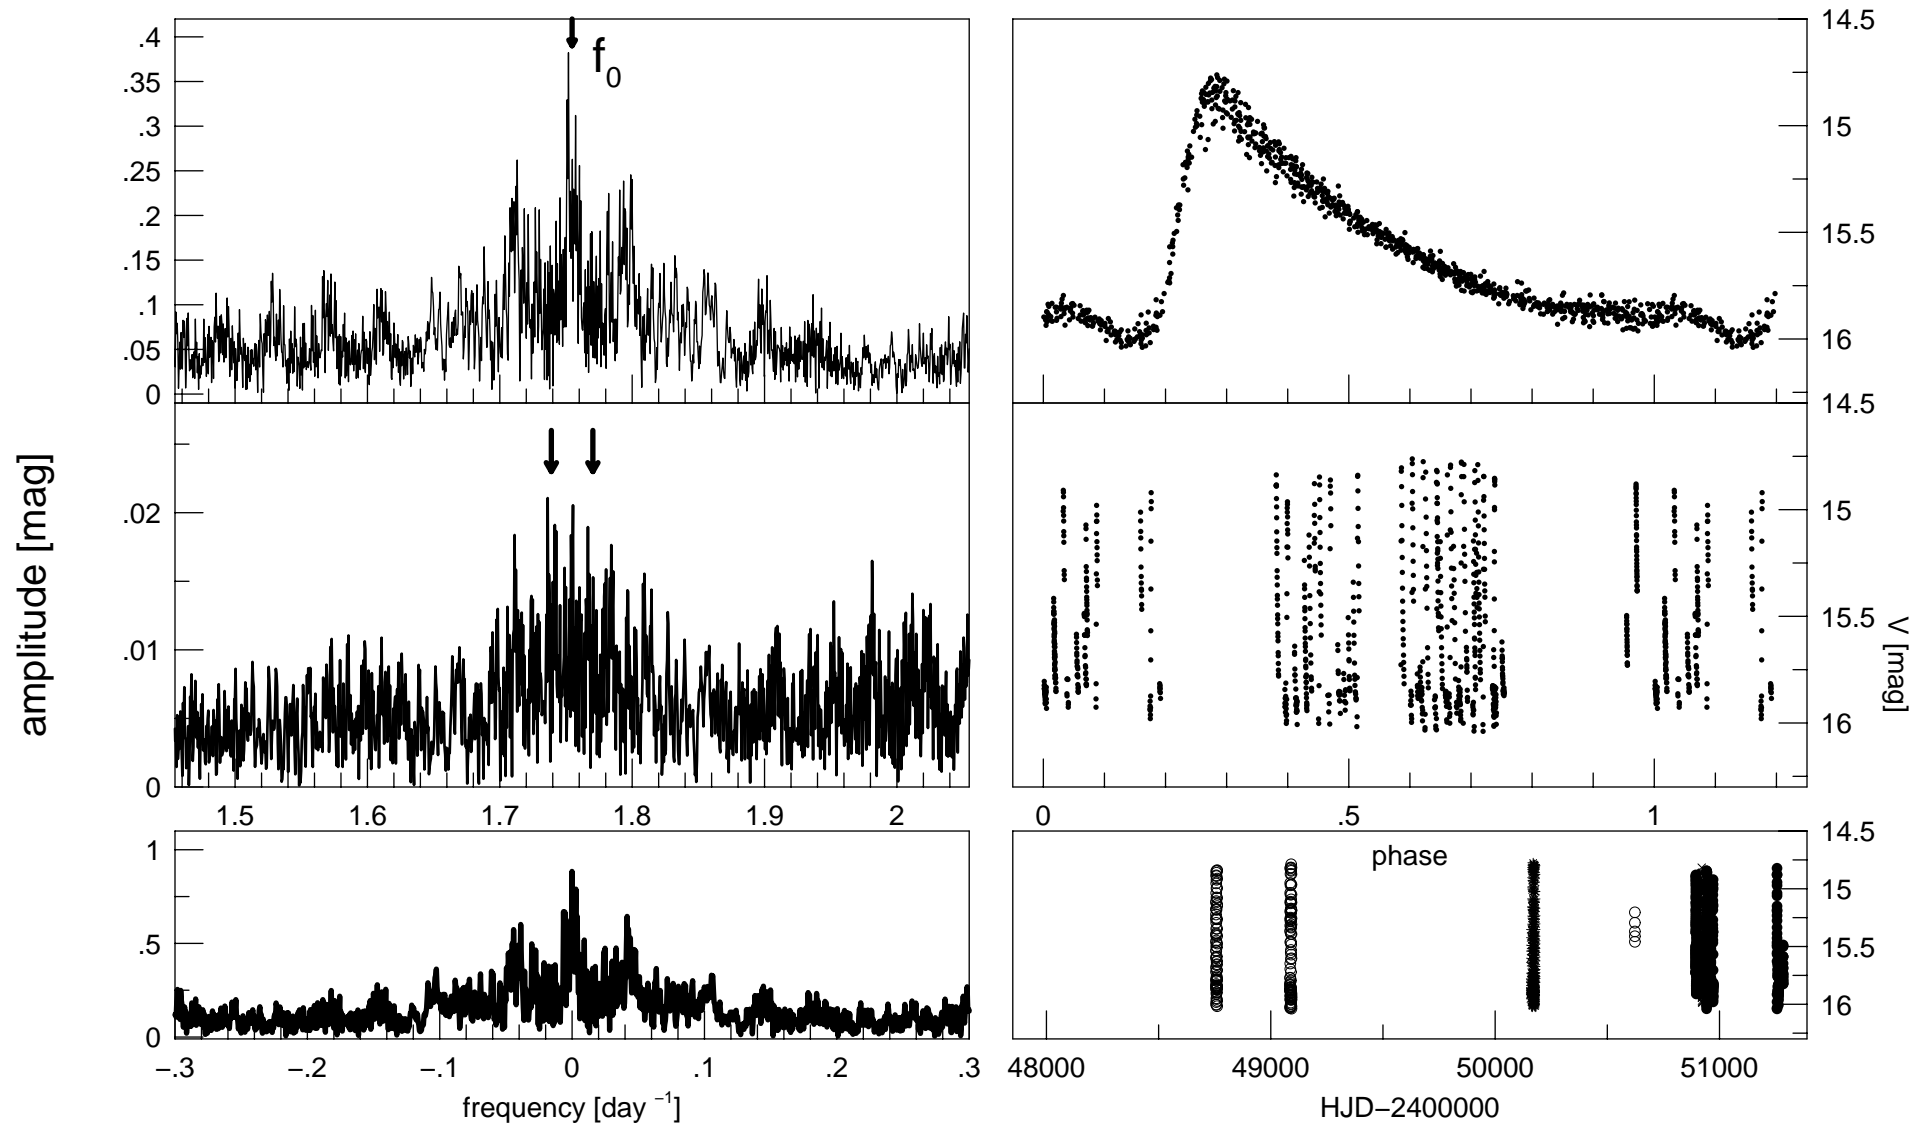 .4
.35
.3
.25
.2
.15
.1
.05
0
f0
14.5
15
15.5
16
amplitude [mag]
.02
.01
0
1.5 1.6 1.7 1.8 1.9 2
14.5
15
15.5
16
V [mag]
0 .5 1
phase
1
.5
0
−.3 −.2 −.1 0 .1 .2 .3
frequency [day −1]
14.5
15
15.5
16
48000 49000 50000 51000
HJD−2400000